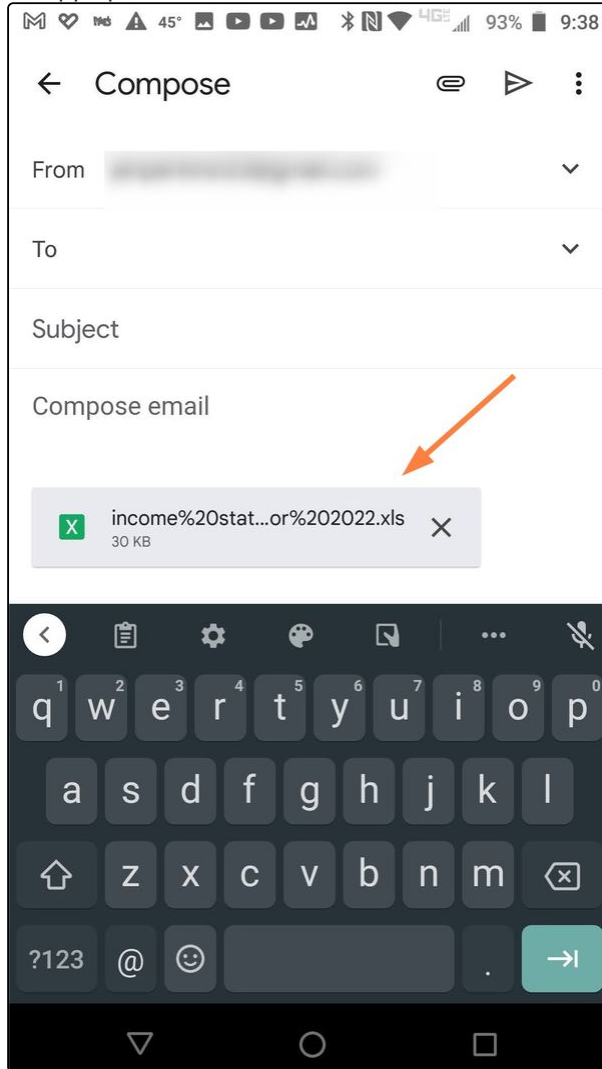 45° 4GE 93% 9:38
Compose
From
To
Subject
Compose email
X income%20stat...or%202022.xls
30 KB
1 2 3 4 5 6 7 8 9 0
q w e r t y u i o p
a s d f g h j k l
z x c v b n m
?123 @ .